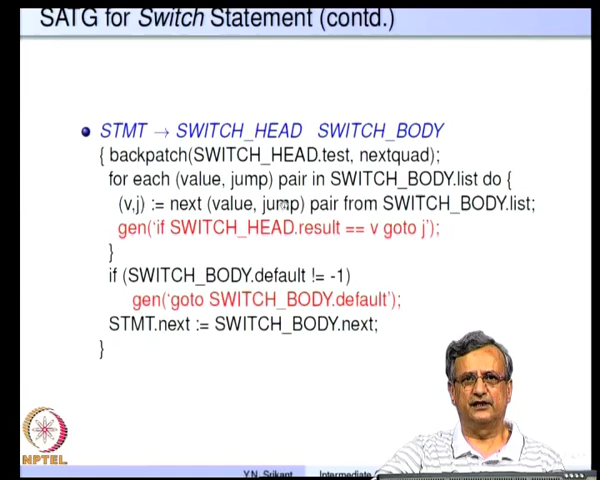 SATG for Switch Statement (contd.)
STMT → SWITCH_HEAD SWITCH_BODY
{ backpatch(SWITCH_HEAD.test, nextquad);
for each (value, jump) pair in SWITCH_BODY.list do {
(v,j) := next (value, jump) pair from SWITCH_BODY.list;
gen(‘if SWITCH_HEAD.result == v goto j’);
}
if (SWITCH_BODY.default != -1)
gen(‘goto SWITCH_BODY.default’);
STMT.next := SWITCH_BODY.next;
}
NPTEL
Y.N. Srikant Intermediate